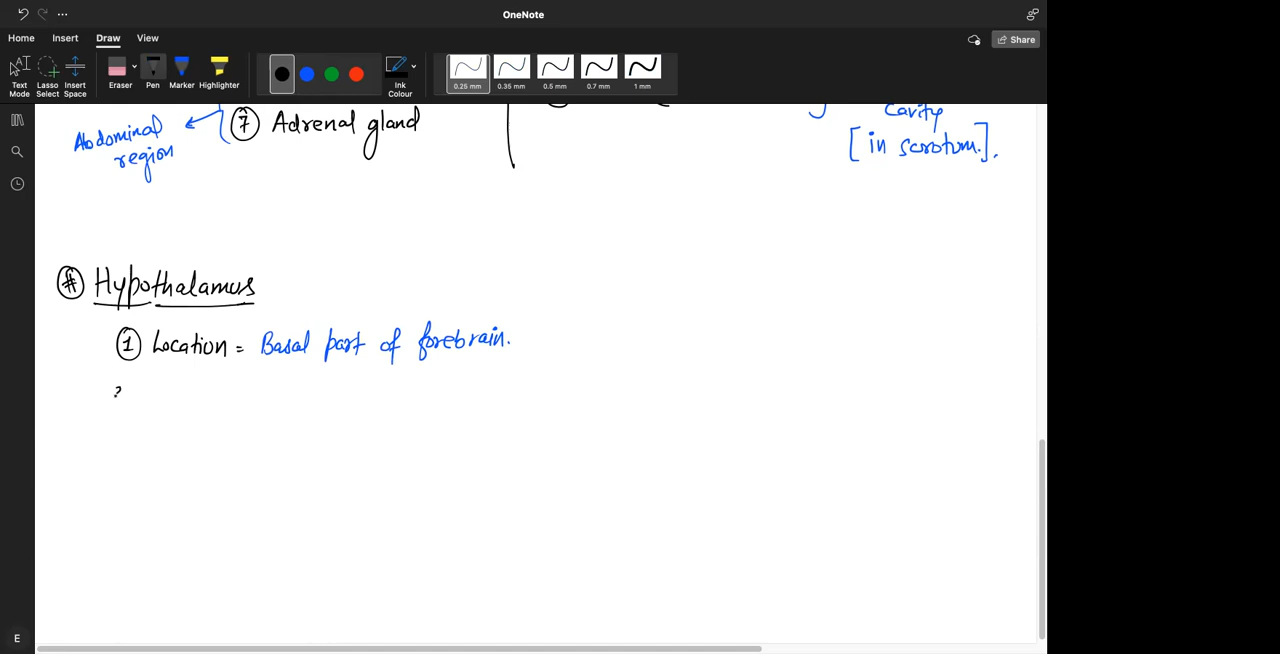 OneNote
Home Insert Draw View
Share
Text Mode
Lasso Select
Insert Space
Eraser
Pen
Marker
Highlighter
Ink Colour
0.25 mm
0.35 mm
0.5 mm
0.7 mm
1 mm
Abdominal region
7 Adrenal gland
cavity
[in scrotum.].
# Hypothalamus
1 Location = Basal part of forebrain.
E